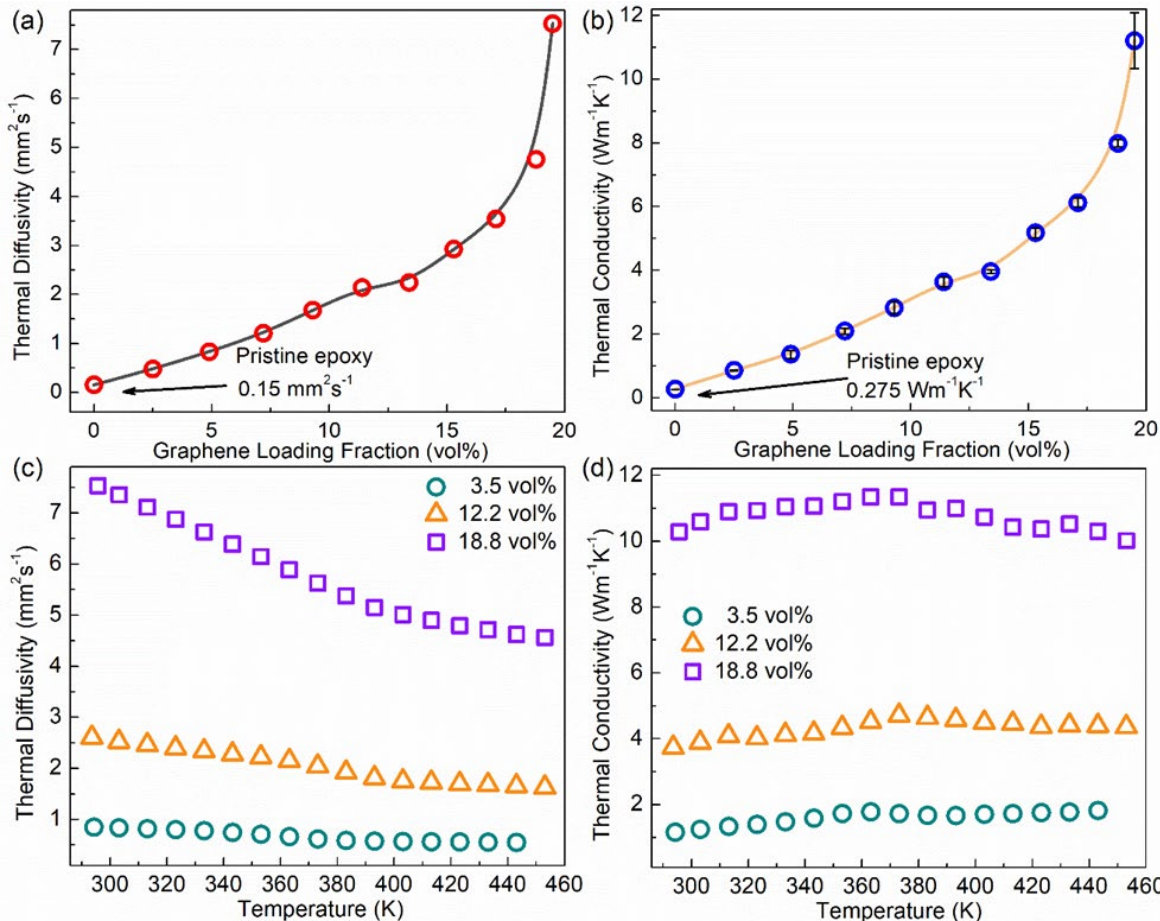 (a)
Thermal Diffusivity (mm²s⁻¹)
7
6
5
4
3
2
1
0
Pristine epoxy
0.15 mm²s⁻¹
0 5 10 15 20
Graphene Loading Fraction (vol%)
(b)
Thermal Conductivity (Wm⁻¹K⁻¹)
12
10
8
6
4
2
0
Pristine epoxy
0.275 Wm⁻¹K⁻¹
0 5 10 15 20
Graphene Loading Fraction (vol%)
(c)
Thermal Diffusivity (mm²s⁻¹)
7
6
5
4
3
2
1
3.5 vol%
12.2 vol%
18.8 vol%
300 320 340 360 380 400 420 440 460
Temperature (K)
(d)
Thermal Conductivity (Wm⁻¹K⁻¹)
12
10
8
6
4
2
3.5 vol%
12.2 vol%
18.8 vol%
300 320 340 360 380 400 420 440 460
Temperature (K)